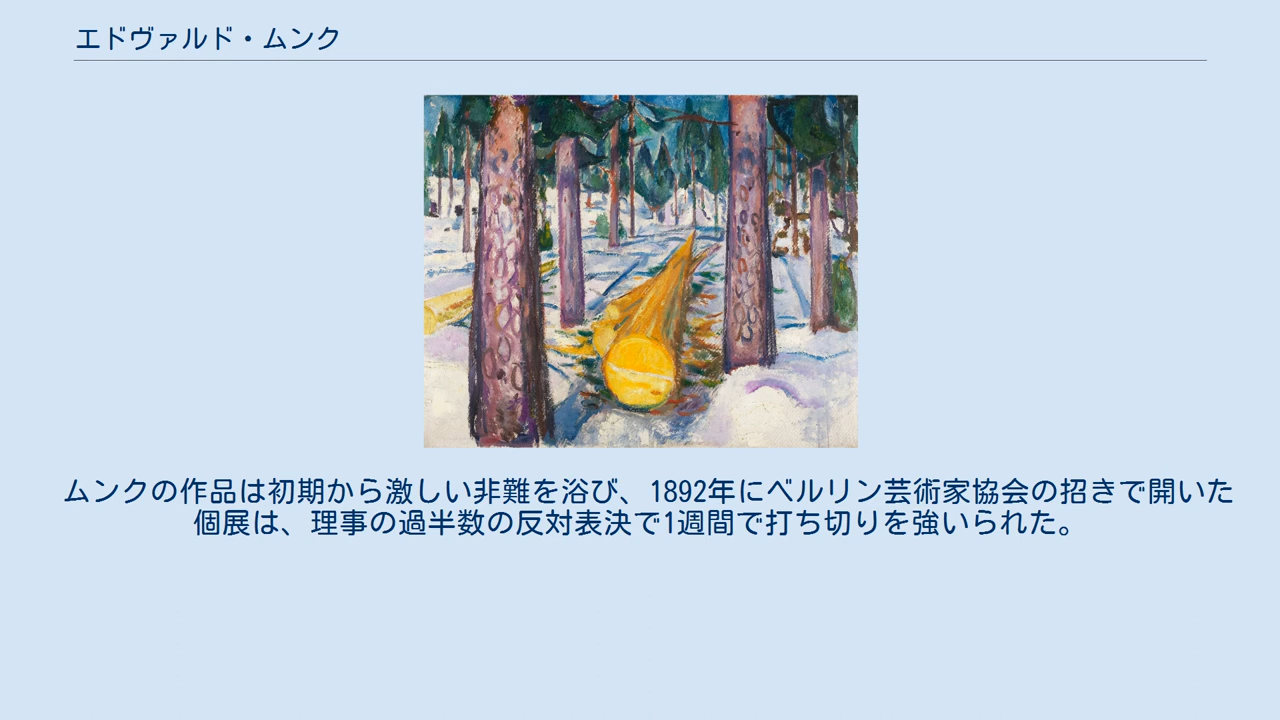 エドヴァルド・ムンク
ムンクの作品は初期から激しい非難を浴び、1892年にベルリン芸術家協会の招きで開いた
個展は、理事の過半数の反対表決で1週間で打ち切りを強いられた。